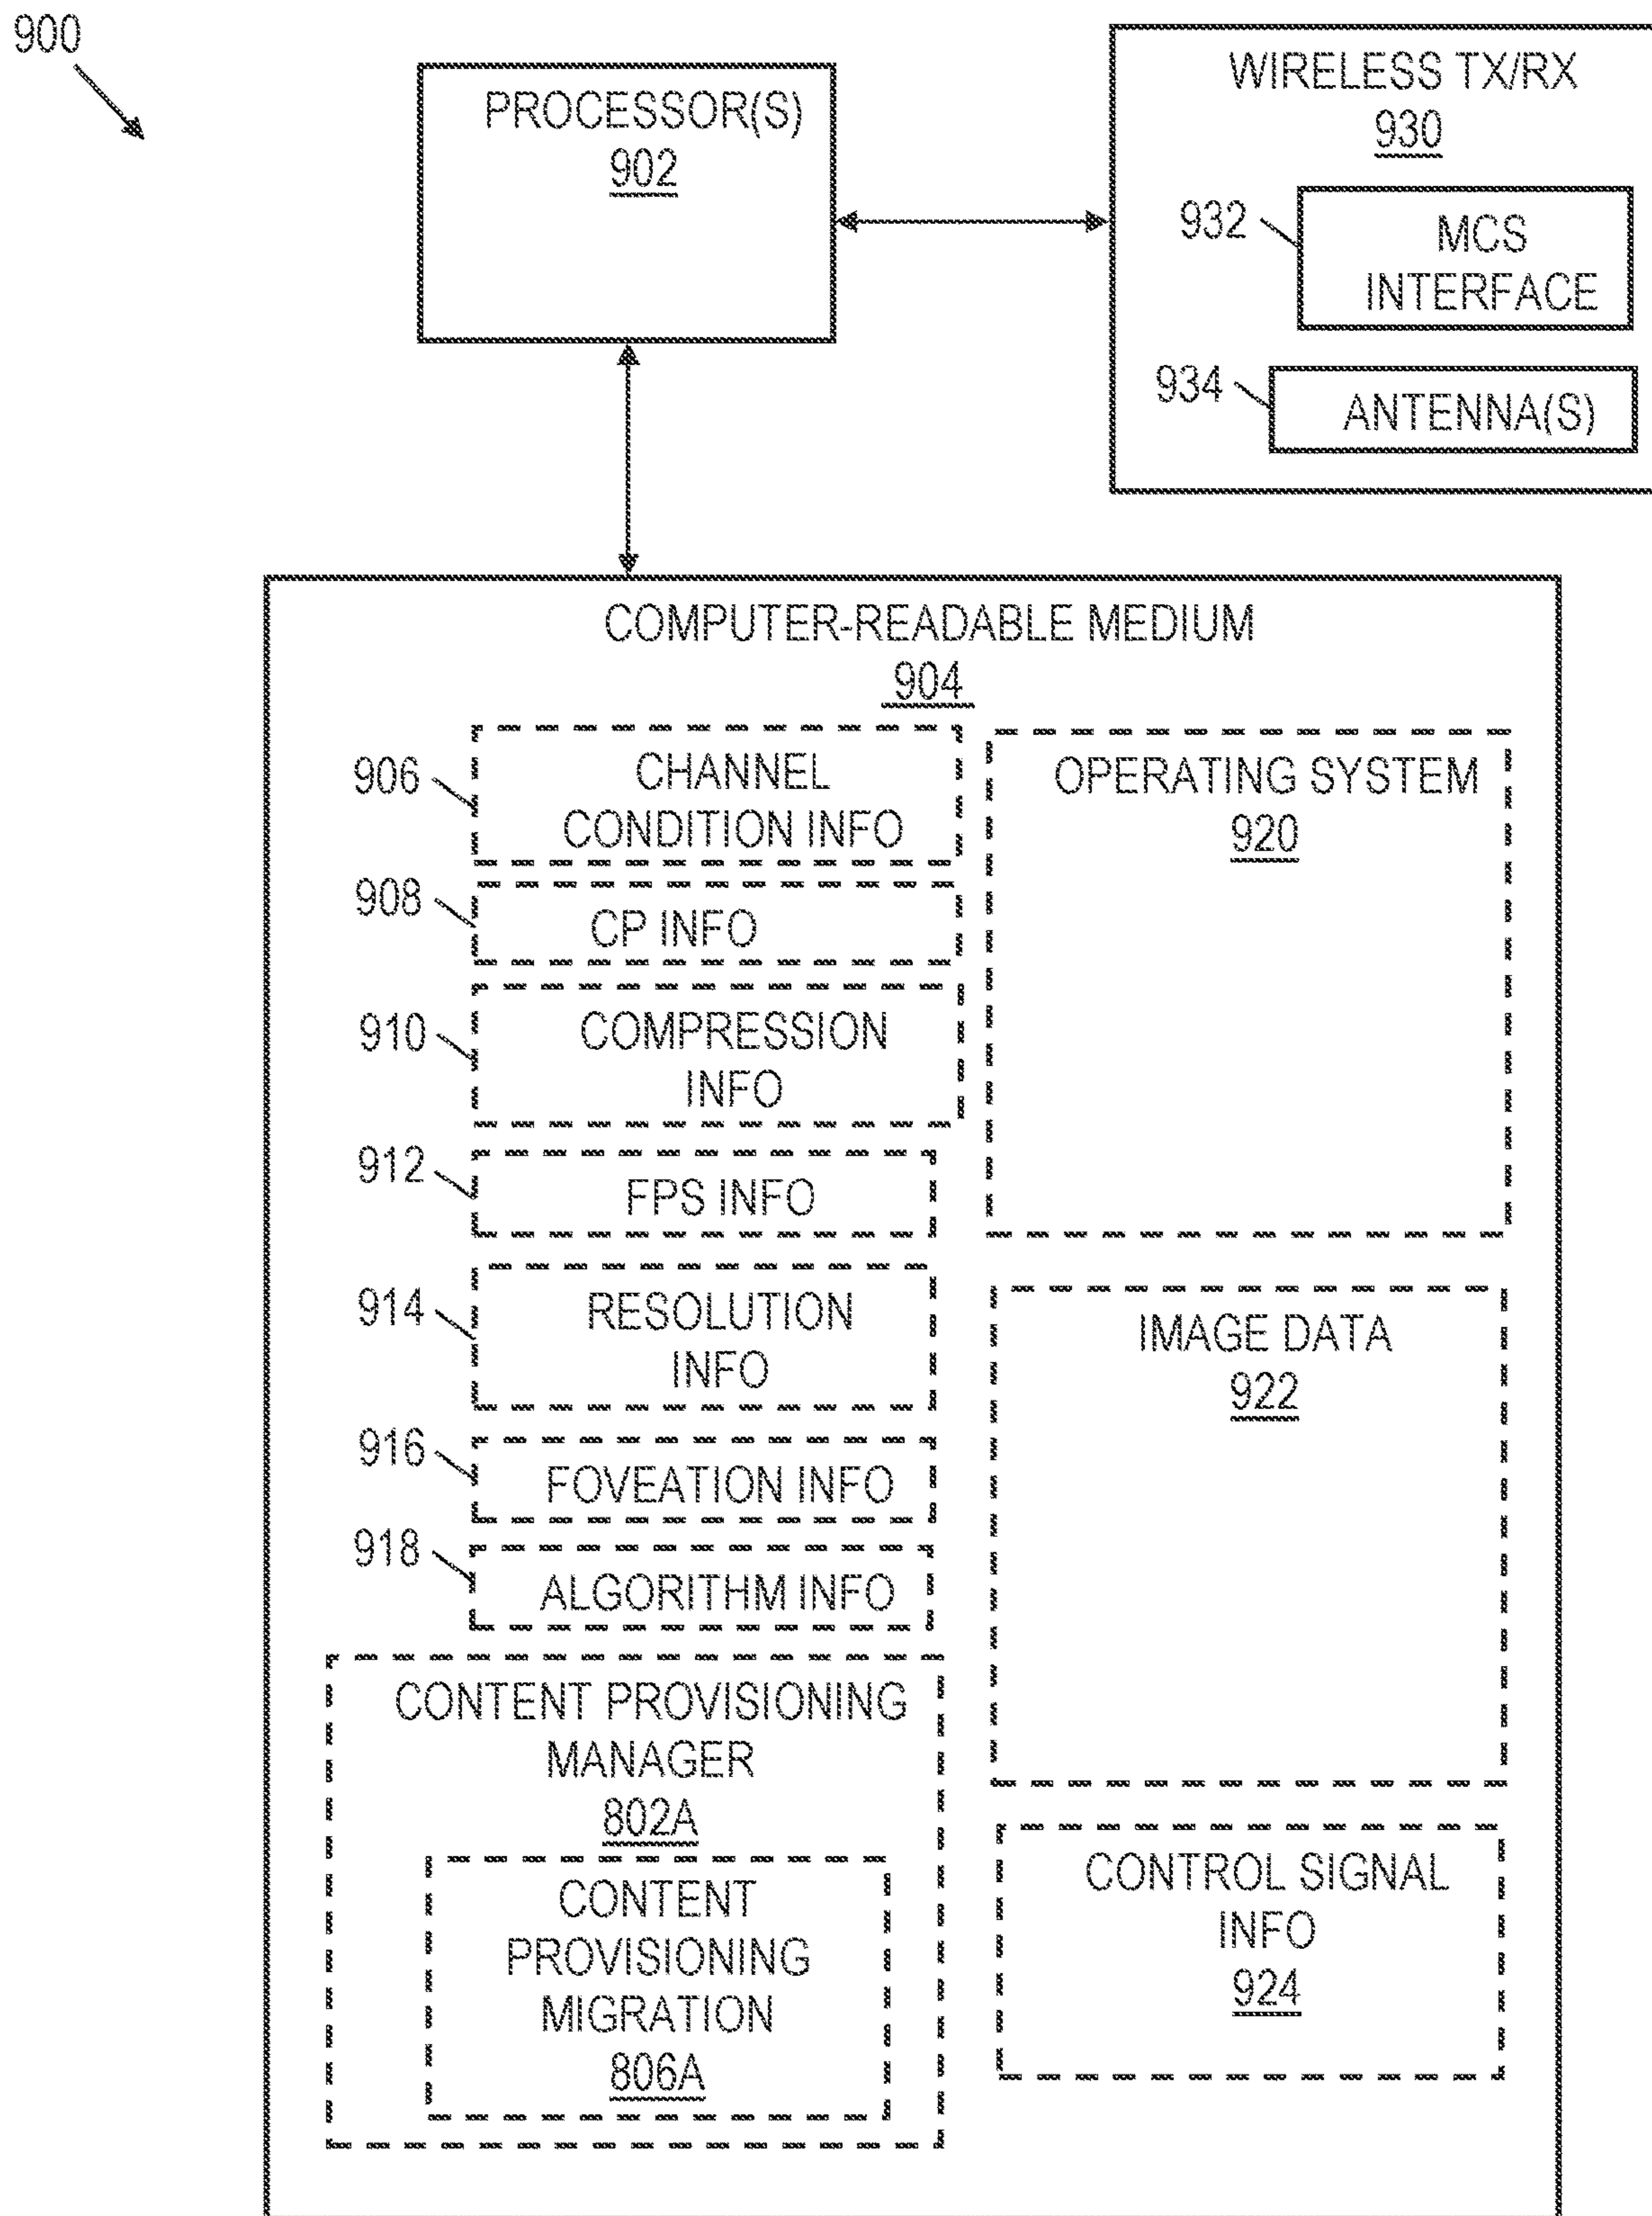 900
PROCESSOR(S)
902
WIRELESS TX/RX
930
932
MCS
INTERFACE
934
ANTENNA(S)
COMPUTER-READABLE MEDIUM
904
906
CHANNEL
CONDITION INFO
908
CP INFO
910
COMPRESSION
INFO
912
FPS INFO
914
RESOLUTION
INFO
916
FOVEATION INFO
918
ALGORITHM INFO
CONTENT PROVISIONING
MANAGER
802A
CONTENT
PROVISIONING
MIGRATION
806A
OPERATING SYSTEM
920
IMAGE DATA
922
CONTROL SIGNAL
INFO
924